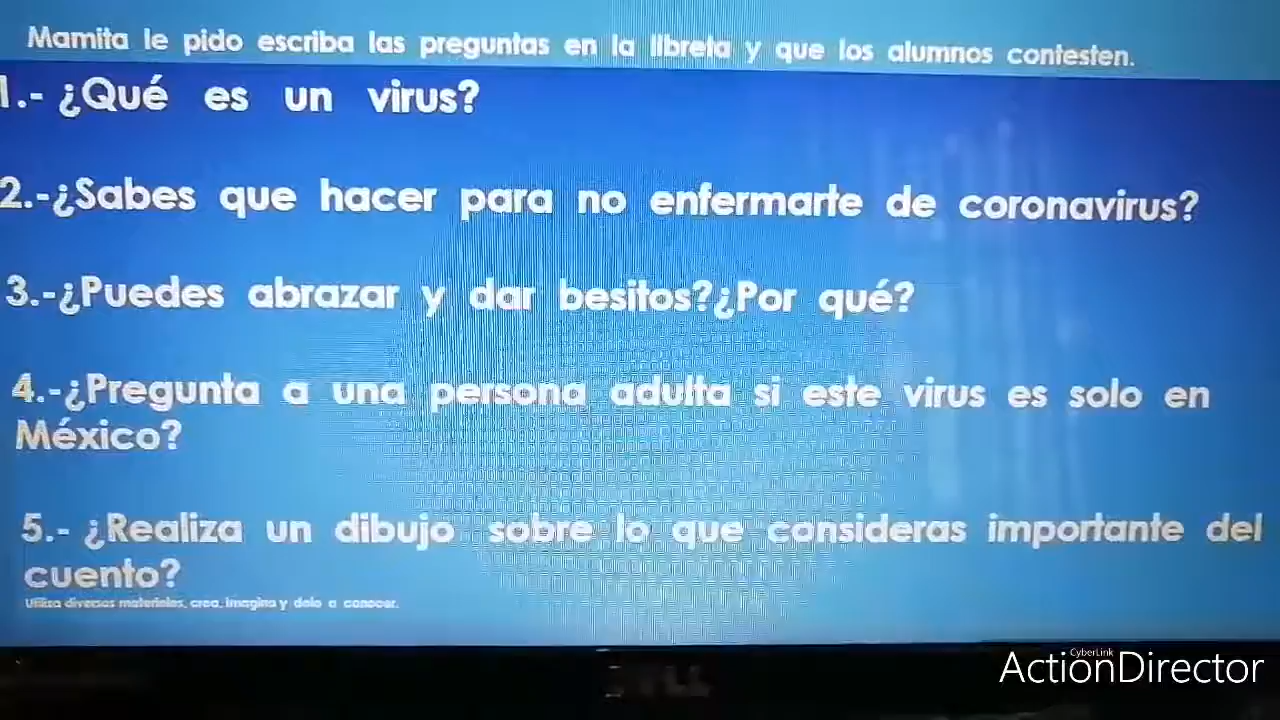 Mamita le pido escriba las preguntas en la libreta y que los alumnos contesten.
1.- ¿Qué es un virus?
2.-¿Sabes que hacer para no enfermarte de coronavirus?
3.-¿Puedes abrazar y dar besitos?¿Por qué?
4.-¿Pregunta a una persona adulta si este virus es solo en
México?
5.- ¿Realiza un dibujo sobre lo que consideras importante del
cuento?
Utiliza diversos materiales, crea, imagina y dalo a conocer.
CyberLink
ActionDirector